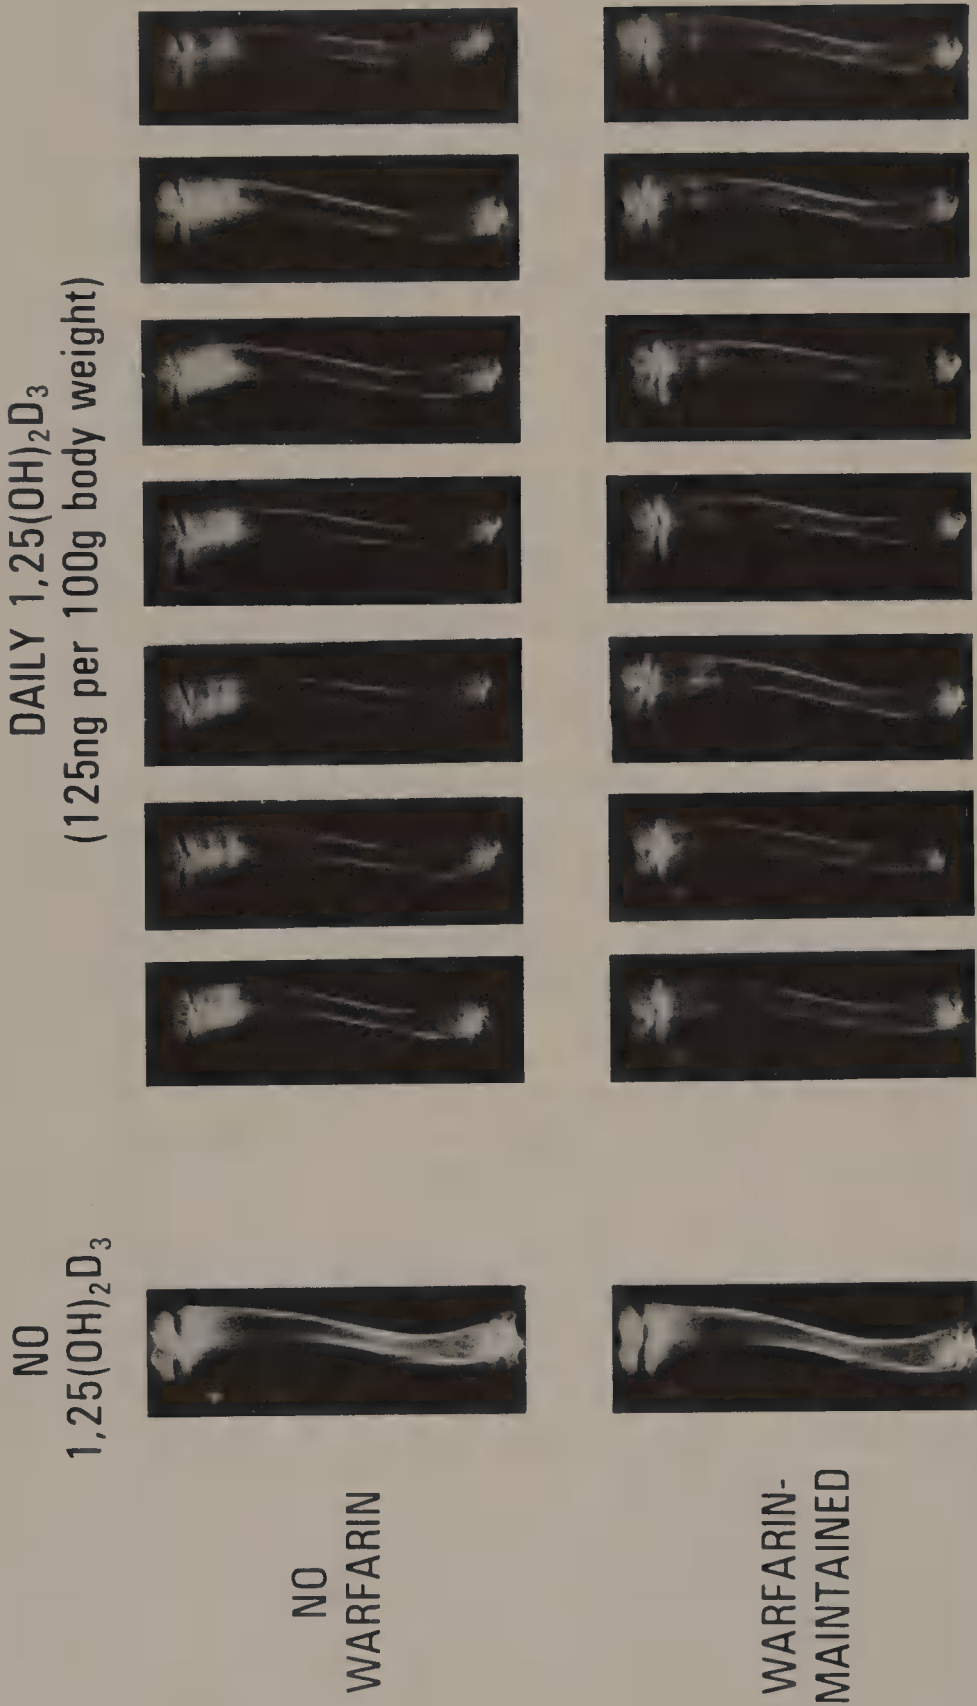 NO
1,25(OH)₂D₃
DAILY 1,25(OH)₂D₃
(125ng per 100g body weight)
NO
WARFARIN
WARFARIN-
MAINTAINED